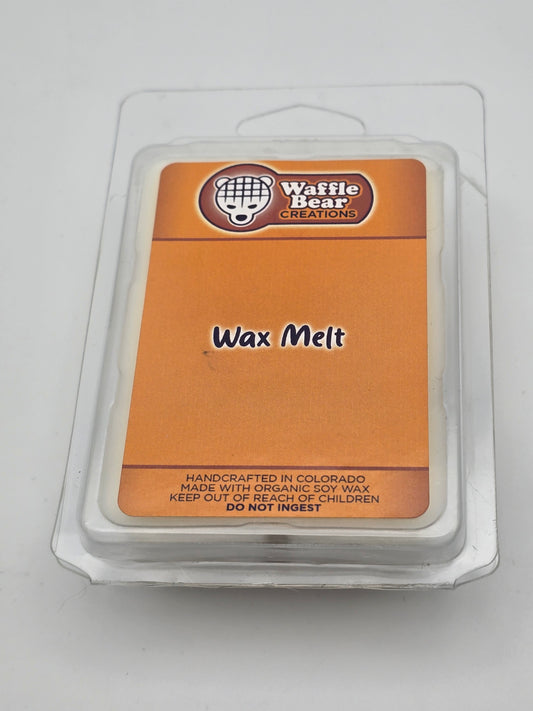 Waffle
Bear
CREATIONS
Wax Melt
HANDCRAFTED IN COLORADO
MADE WITH ORGANIC SOY WAX
KEEP OUT OF REACH OF CHILDREN
DO NOT INGEST